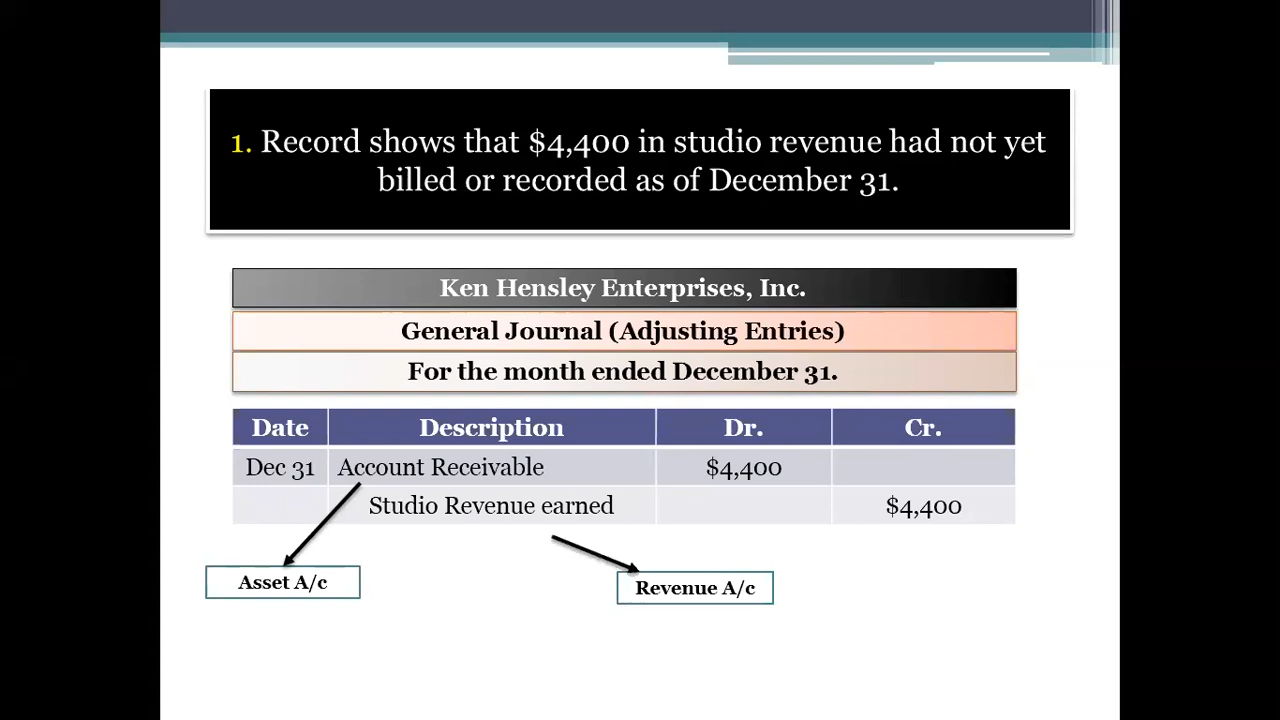 1. Record shows that $4,400 in studio revenue had not yet
billed or recorded as of December 31.
Ken Hensley Enterprises, Inc.
General Journal (Adjusting Entries)
For the month ended December 31.
Date Description Dr. Cr.
Dec 31 Account Receivable $4,400
Studio Revenue earned $4,400
Asset A/c
Revenue A/c